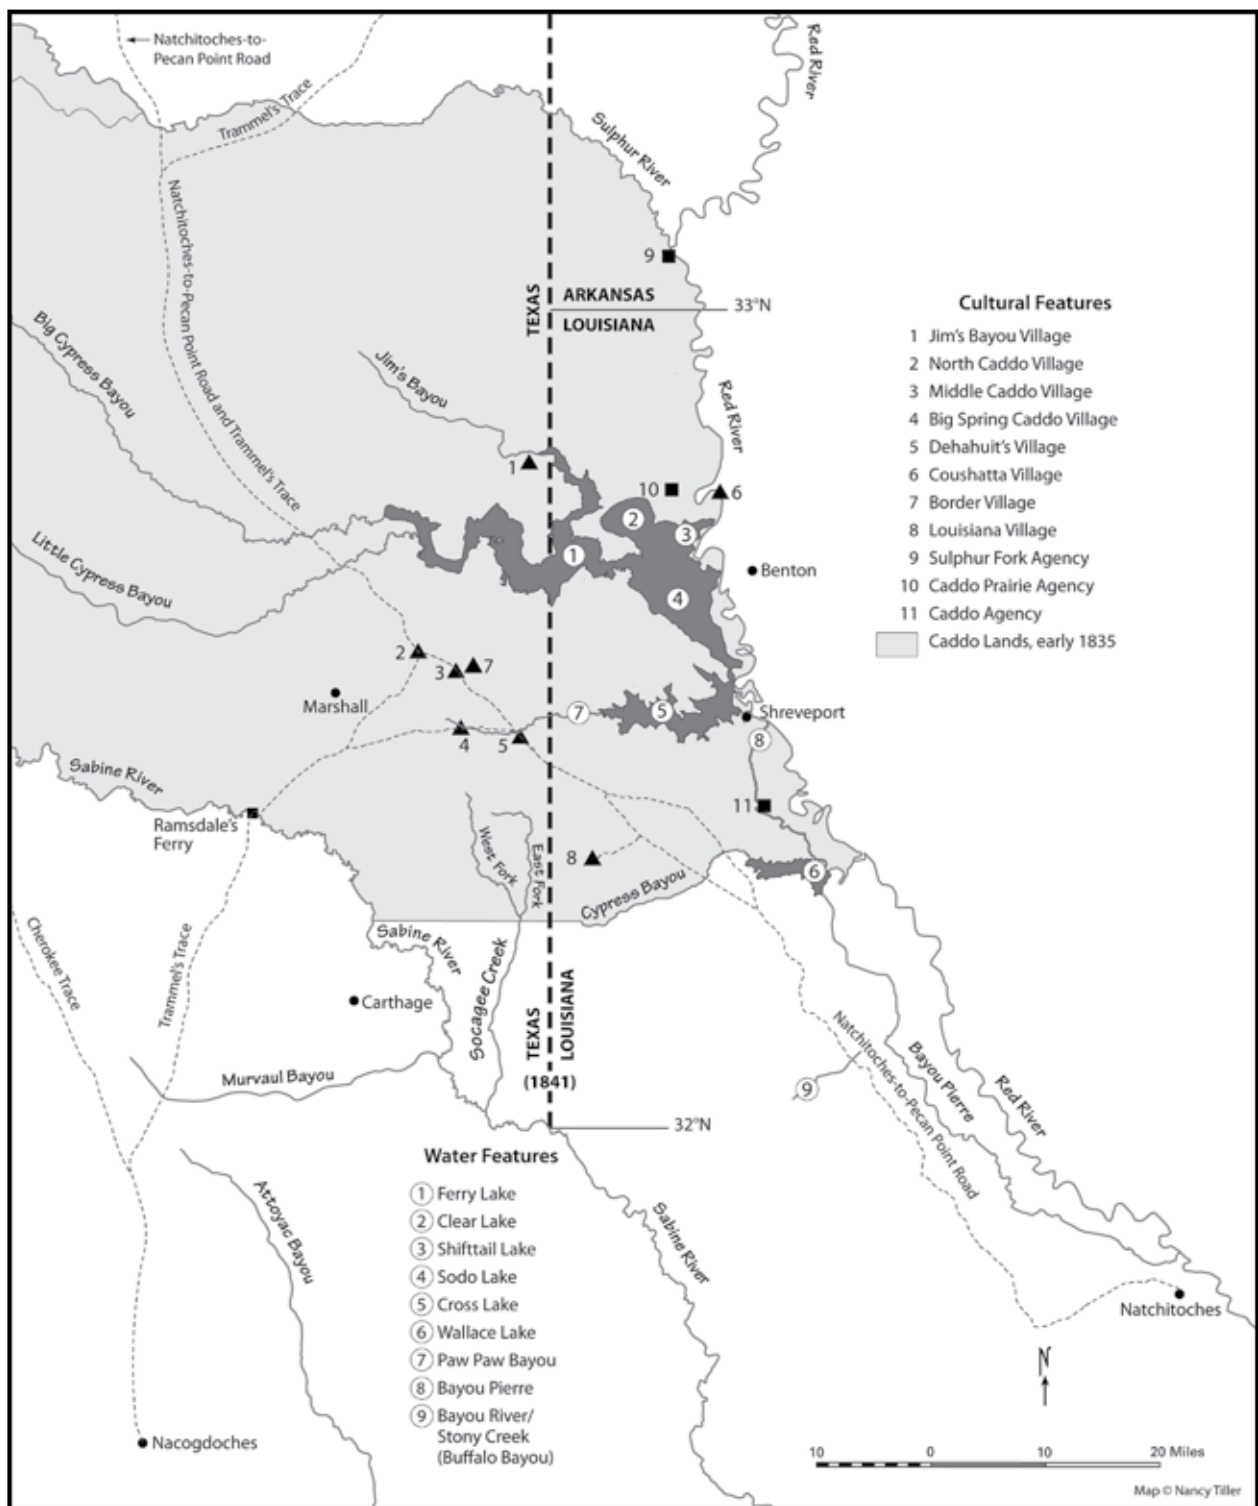 Natchitoches-to-
Pecan Point Road
Trammel's Trace
Red River
Sulphur River
Natchitoches-to-Pecan Point Road and Trammel's Trace
9
TEXAS
ARKANSAS
LOUISIANA
33°N
Big Cypress Bayou
Jim's Bayou
Red River
1
10
6
2
3
1
Little Cypress Bayou
4
Benton
2
3
7
Marshall
7
5
Shreveport
4
5
8
Sabine River
Ramsdale's
Ferry
11
West Fork
East Fork
8
Cypress Bayou
6
Cherokee Trace
Trammel's Trace
Sabine River
Carthage
Socagee Creek
TEXAS
LOUISIANA
(1841)
Murvaul Bayou
Natchitoches-to-Pecan Point Road
Bayou Pierre
Red River
9
32°N
Attoyac Bayou
Sabine River
Natchitoches
Nacogdoches
Cultural Features
1 Jim's Bayou Village
2 North Caddo Village
3 Middle Caddo Village
4 Big Spring Caddo Village
5 Dehahuit's Village
6 Coushatta Village
7 Border Village
8 Louisiana Village
9 Sulphur Fork Agency
10 Caddo Prairie Agency
11 Caddo Agency
Caddo Lands, early 1835
Water Features
1 Ferry Lake
2 Clear Lake
3 Shifttail Lake
4 Sodo Lake
5 Cross Lake
6 Wallace Lake
7 Paw Paw Bayou
8 Bayou Pierre
9 Bayou River/
Stony Creek
(Buffalo Bayou)
N
10 0 10 20 Miles
Map © Nancy Tiller